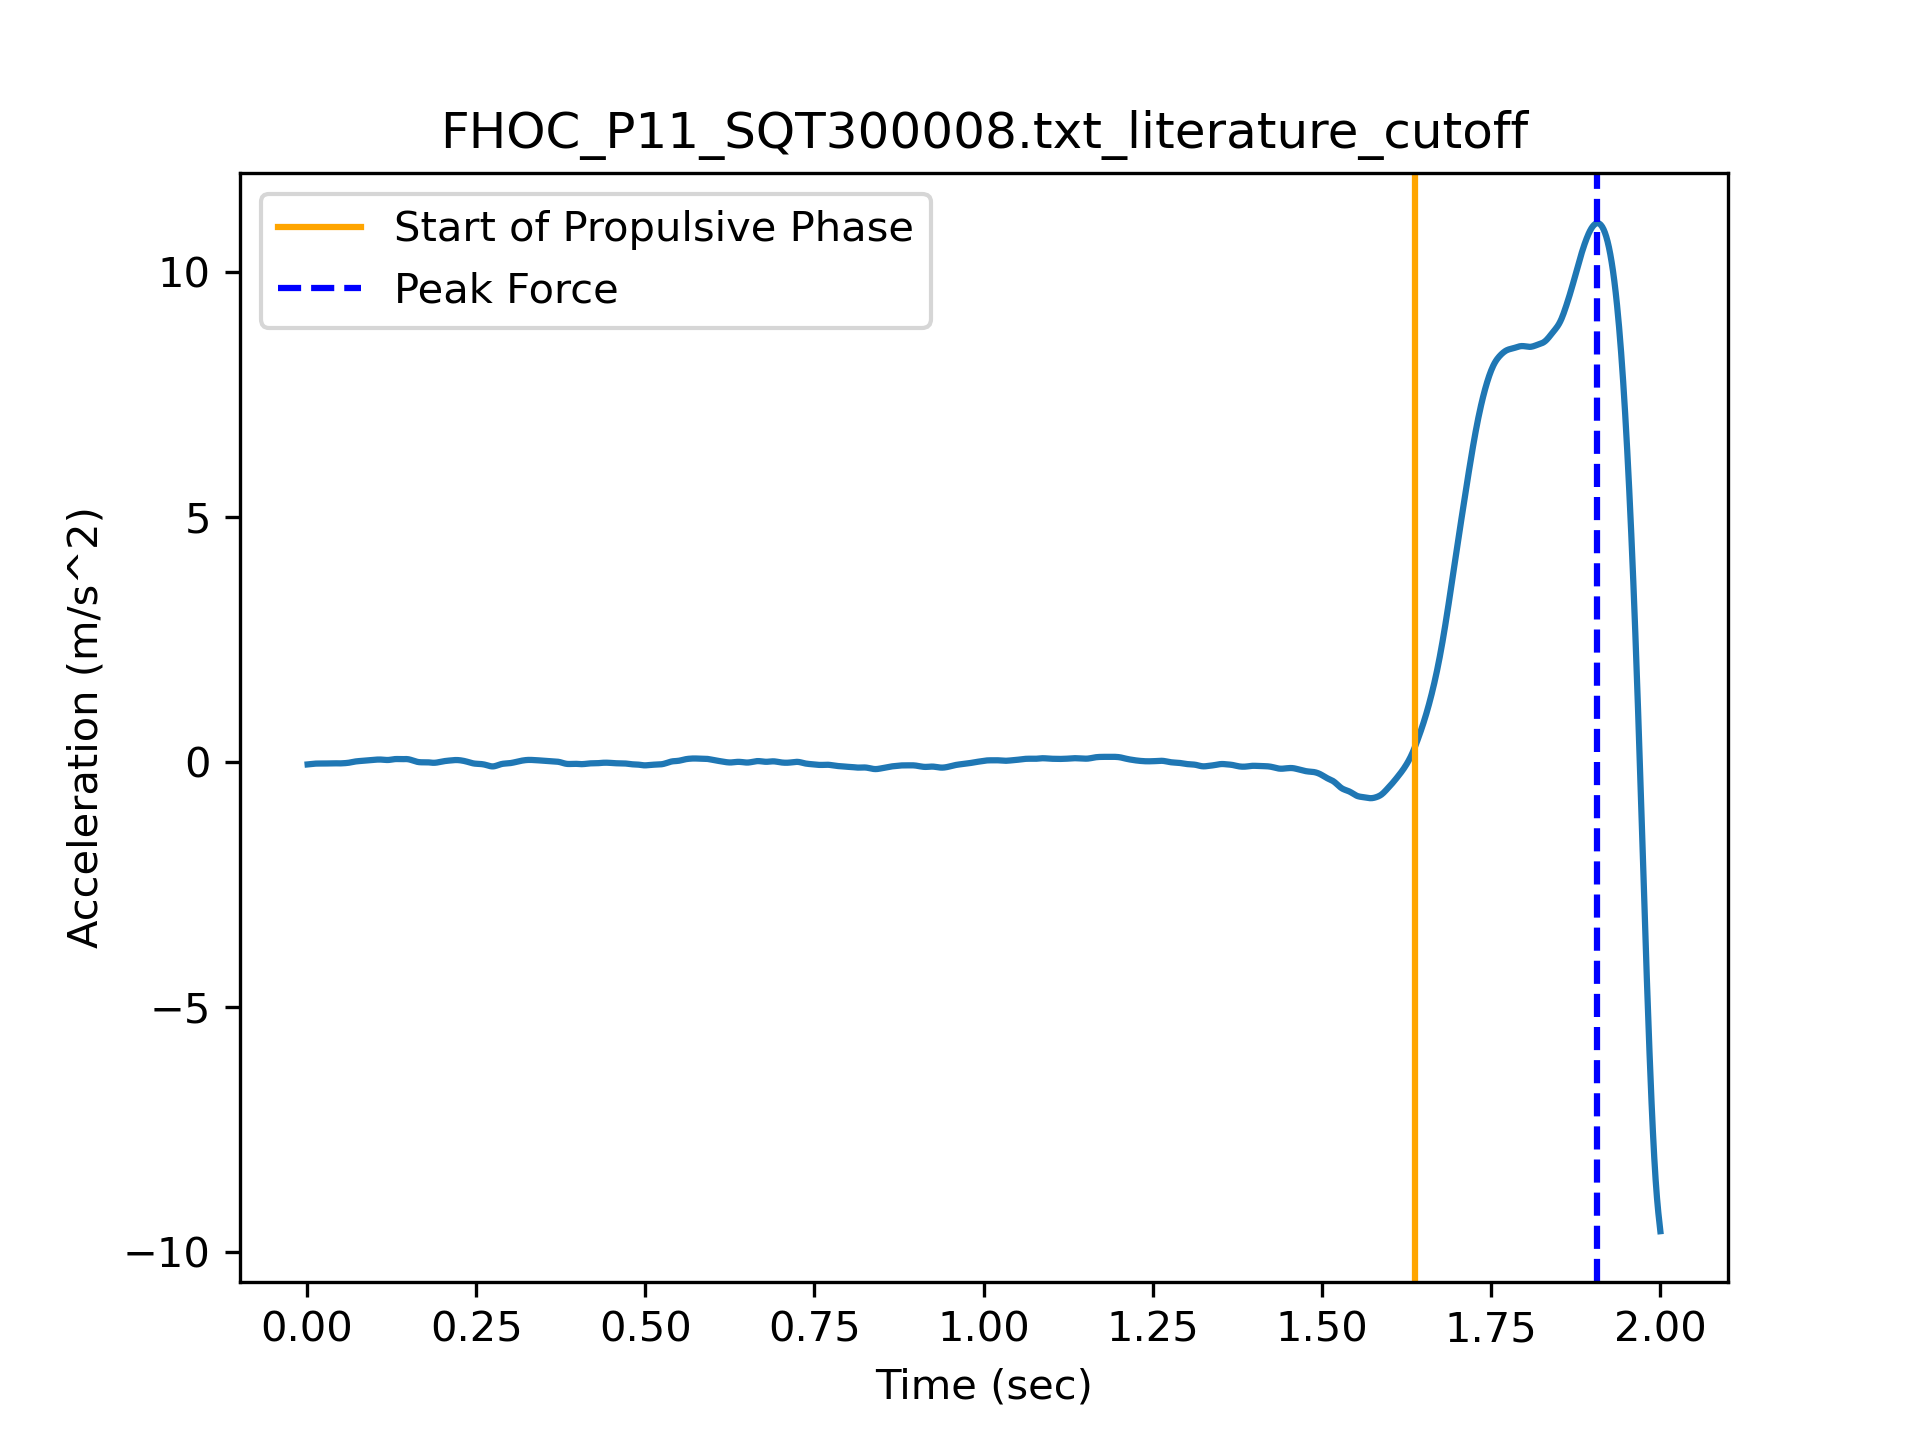 FHOC_P11_SQT300008.txt_literature_cutoff
Start of Propulsive Phase
Peak Force
10
5
0
−5
−10
Acceleration (m/s^2)
0.00 0.25 0.50 0.75 1.00 1.25 1.50 1.75 2.00
Time (sec)